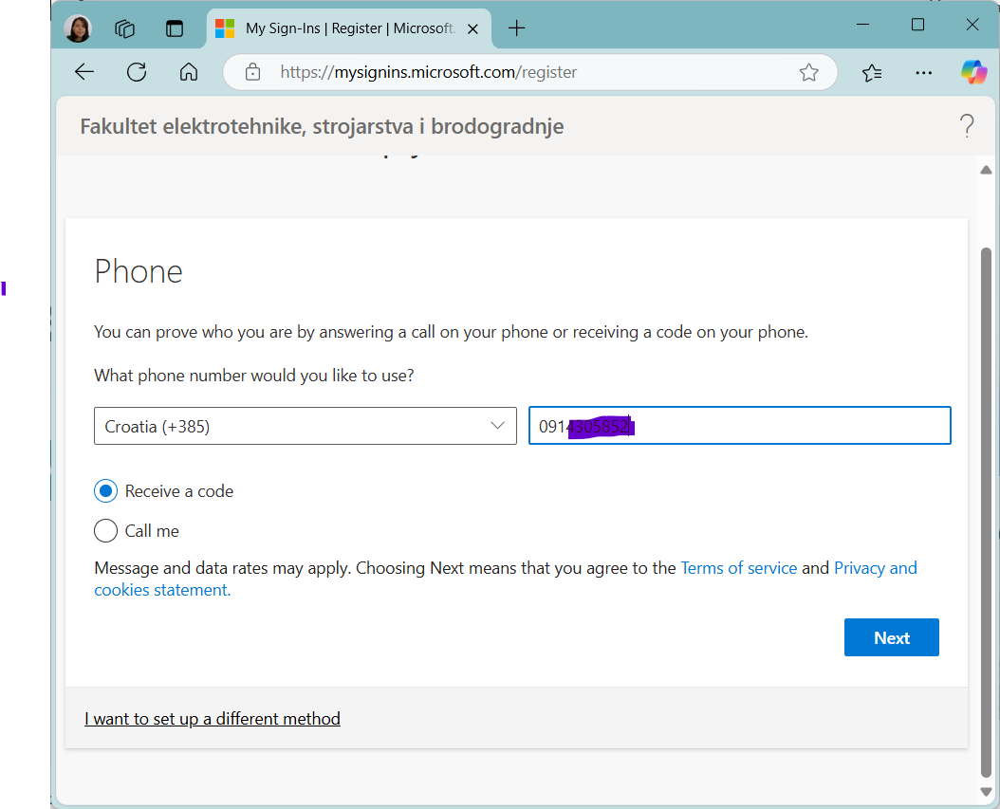 My Sign-Ins | Register | Microsoft
https://mysignins.microsoft.com/register
Fakultet elektrotehnike, strojarstva i brodogradnje
?
Phone
You can prove who you are by answering a call on your phone or receiving a code on your phone.
What phone number would you like to use?
Croatia (+385)
091
Receive a code
Call me
Message and data rates may apply. Choosing Next means that you agree to the Terms of service and Privacy and
cookies statement.
Next
I want to set up a different method